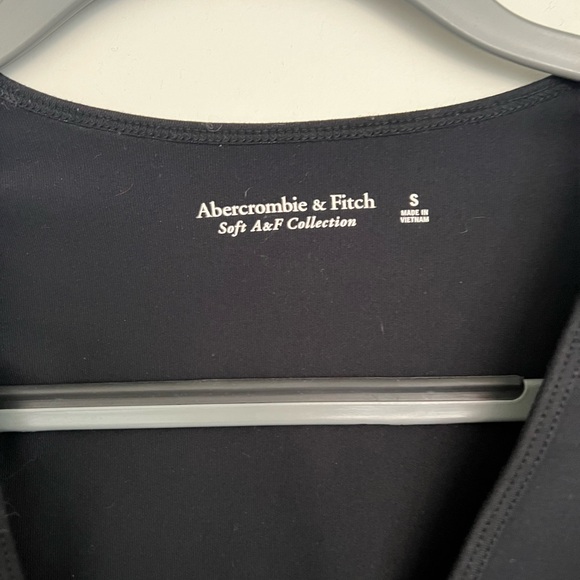 Abercrombie & Fitch
Soft A&F Collection
S
MADE IN
VIETNAM